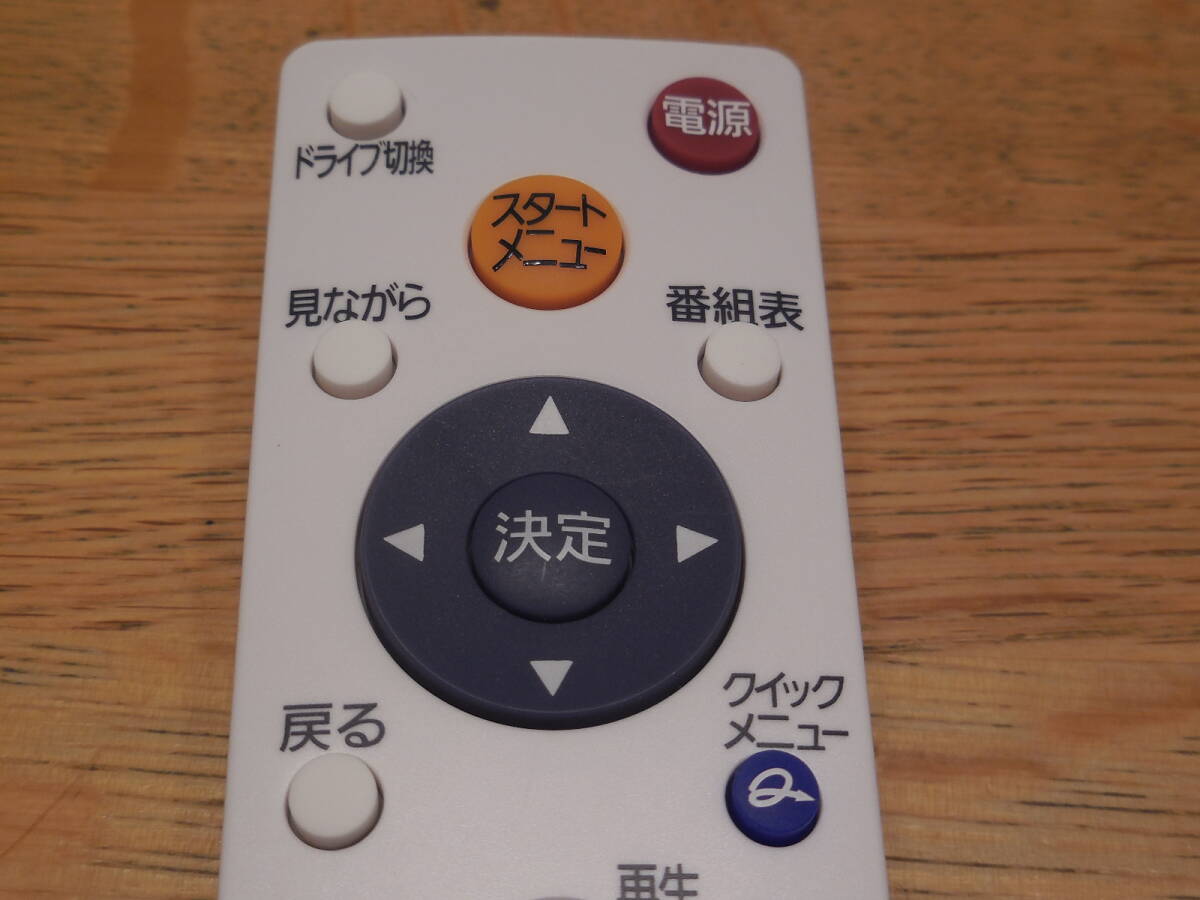 電源
ドライブ切換
スタート
メニュー
見ながら
番組表
決定
戻る
クイック
メニュー
再生